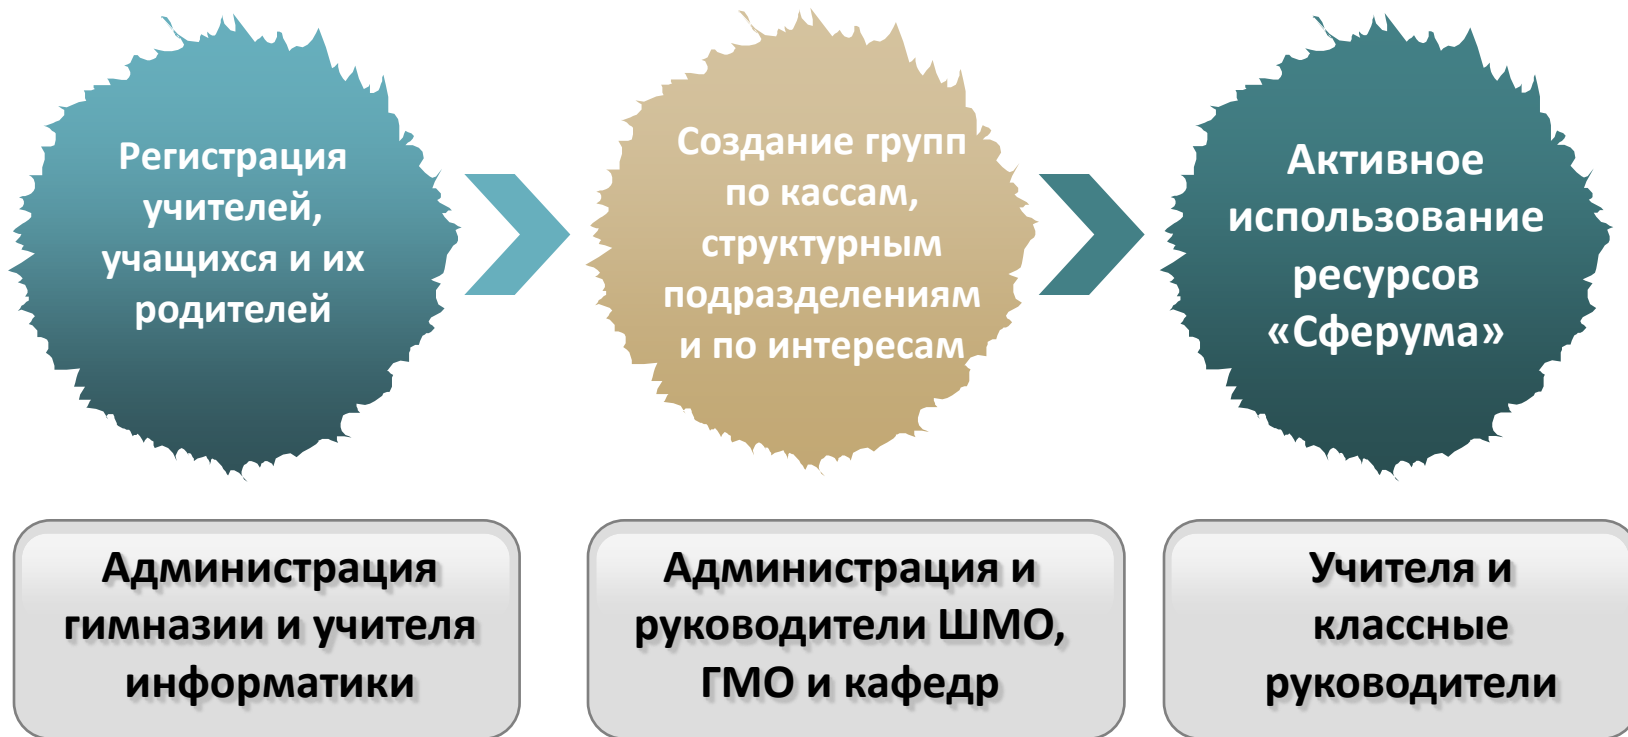 Регистрация
учителей,
учащихся и их
родителей
Создание групп
по кассам,
структурным
подразделениям
и по интересам
Активное
использование
ресурсов
«Сферума»
Администрация
гимназии и учителя
информатики
Администрация и
руководители ШМО,
ГМО и кафедр
Учителя и
классные
руководители